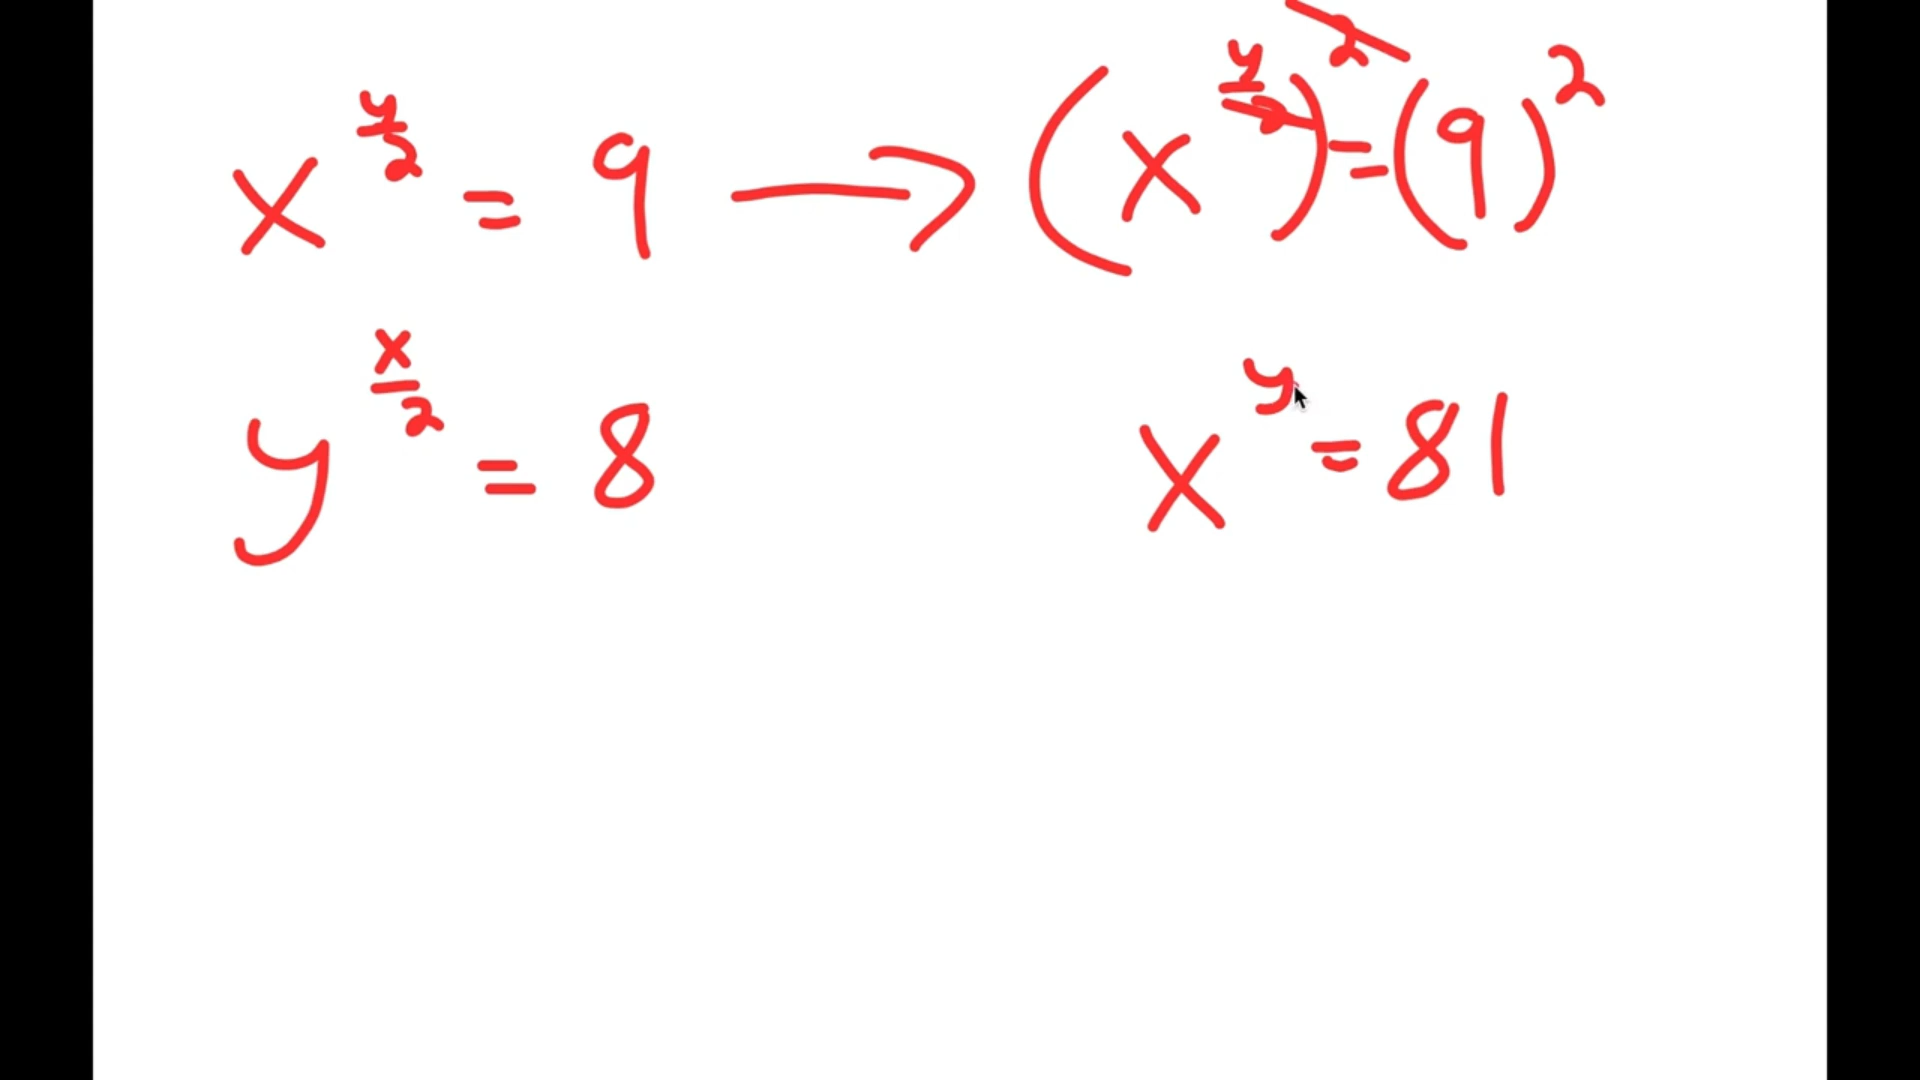 x^(y/2) = 9 → (x^(y/2))^2 = (9)^2
y^(x/2) = 8
x^y = 81